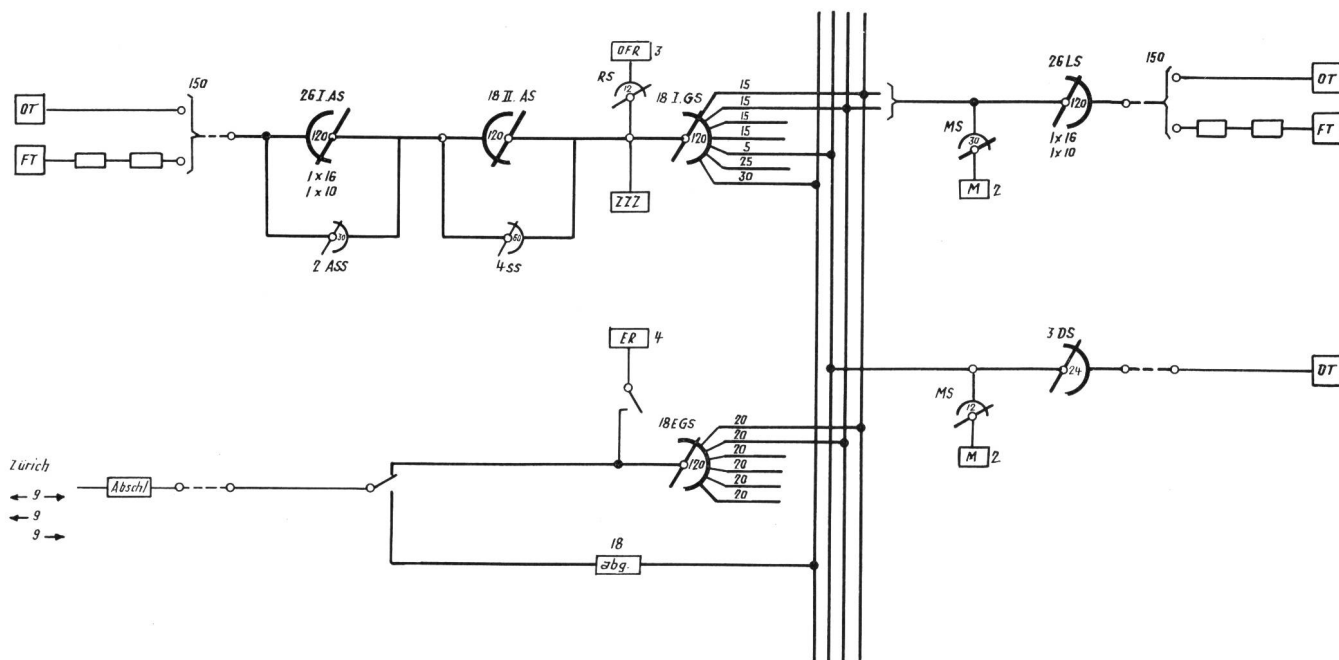 OT
FT
150
26 I.AS
120
1 x 16
1 x 10
30
2 ASS
18 II. AS
120
50
4 SS
OFR 3
RS
12
ZZZ
18 I.GS
120
15
15
15
15
5
25
30
26 LS
120
1 x 16
1 x 10
MS
30
M 2
150
OT
FT
3 DS
24
MS
12
M 2
DT
ER 4
18 EGS
120
20
20
20
20
20
20
Zürich
← 9 →
← 9
9 →
Abschl
18
abg.